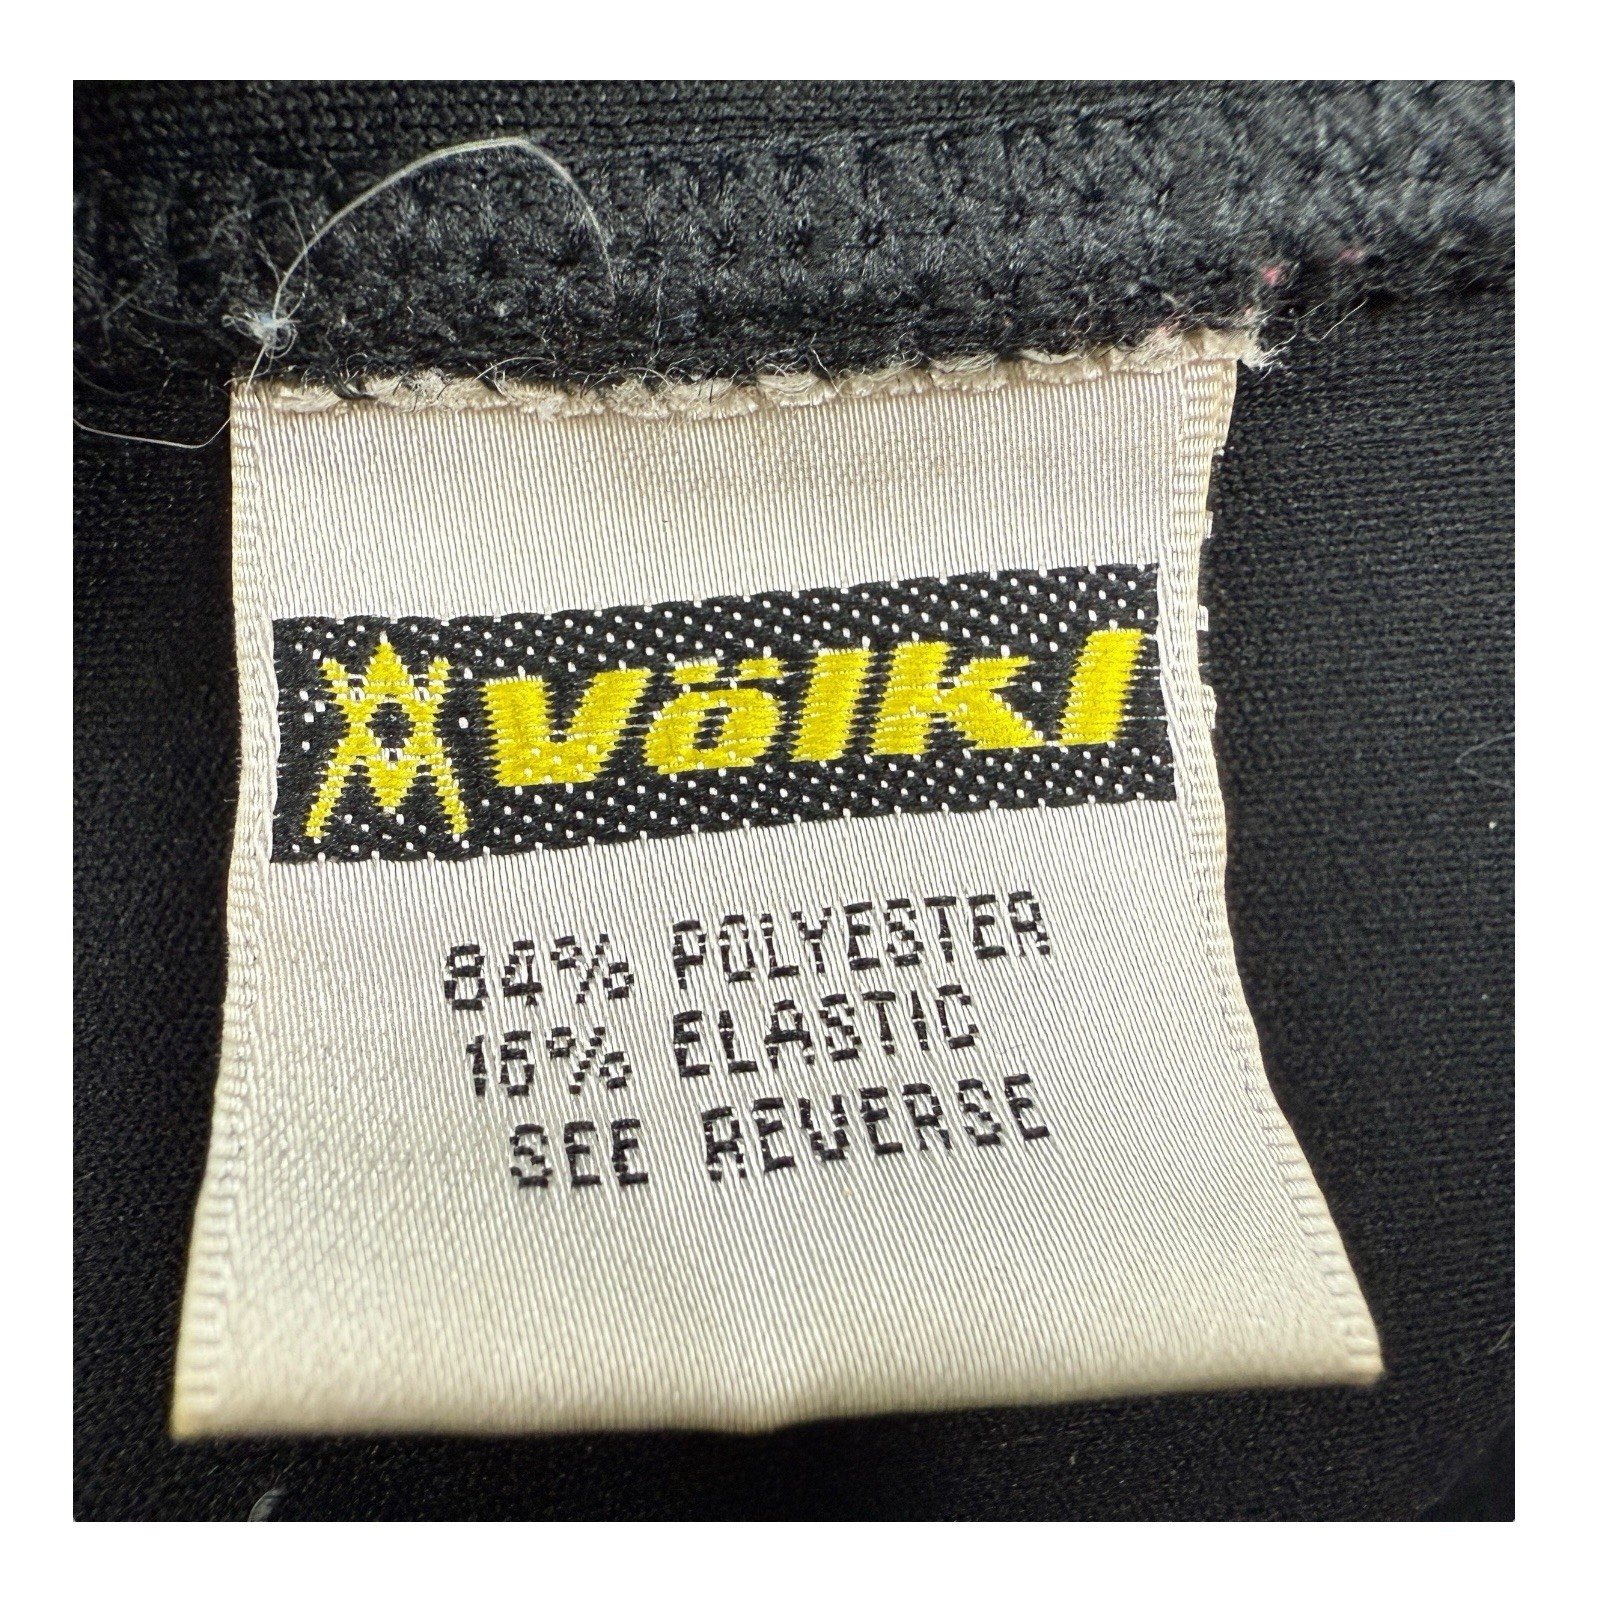 völkl
84% POLYESTER
16% ELASTIC
SEE REVERSE